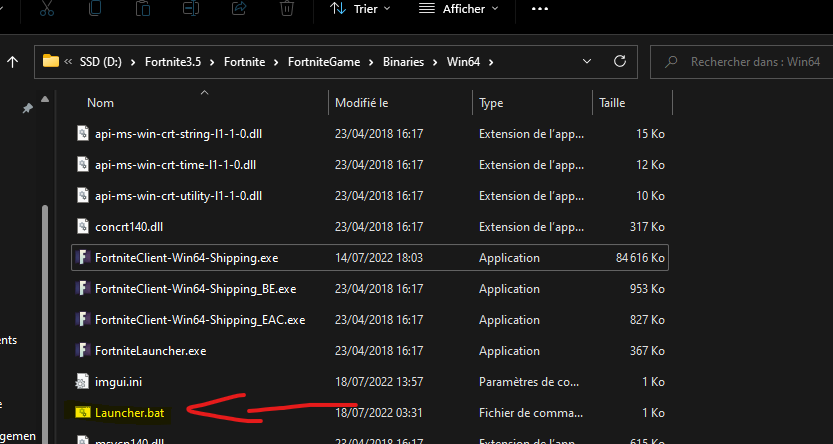 Trier Afficher
SSD (D:) Fortnite3.5 Fortnite FortniteGame Binaries Win64 Rechercher dans : Win64
Nom Modifié le Type Taille
api-ms-win-crt-string-l1-1-0.dll 23/04/2018 16:17 Extension de l'app... 15 Ko
api-ms-win-crt-time-l1-1-0.dll 23/04/2018 16:17 Extension de l'app... 12 Ko
api-ms-win-crt-utility-l1-1-0.dll 23/04/2018 16:17 Extension de l'app... 10 Ko
concrt140.dll 23/04/2018 16:17 Extension de l'app... 317 Ko
FortniteClient-Win64-Shipping.exe 14/07/2022 18:03 Application 84 616 Ko
FortniteClient-Win64-Shipping_BE.exe 23/04/2018 16:17 Application 953 Ko
FortniteClient-Win64-Shipping_EAC.exe 23/04/2018 16:17 Application 827 Ko
ents FortniteLauncher.exe 23/04/2018 16:17 Application 367 Ko
imgui.ini 18/07/2022 13:57 Paramètres de co... 1 Ko
Launcher.bat 18/07/2022 03:31 Fichier de comma... 1 Ko
gemen msvcp140.dll 23/04/2018 16:17 Extension de l'app... 615 Ko